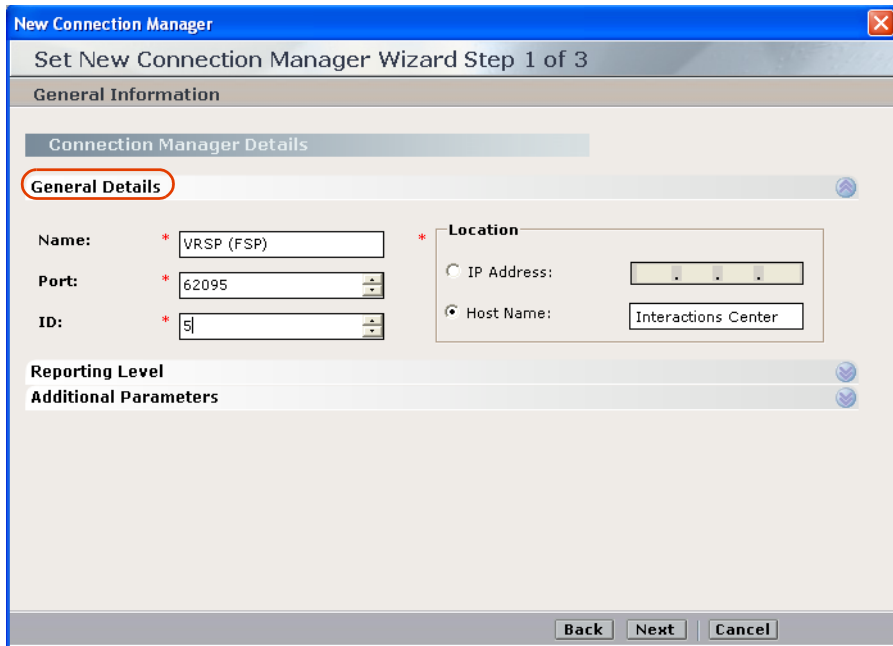 New Connection Manager
Set New Connection Manager Wizard Step 1 of 3
General Information
Connection Manager Details
General Details
Name: * VRSP (FSP)
Port: * 62095
ID: * 5
* Location
IP Address: . . .
Host Name: Interactions Center
Reporting Level
Additional Parameters
Back Next Cancel